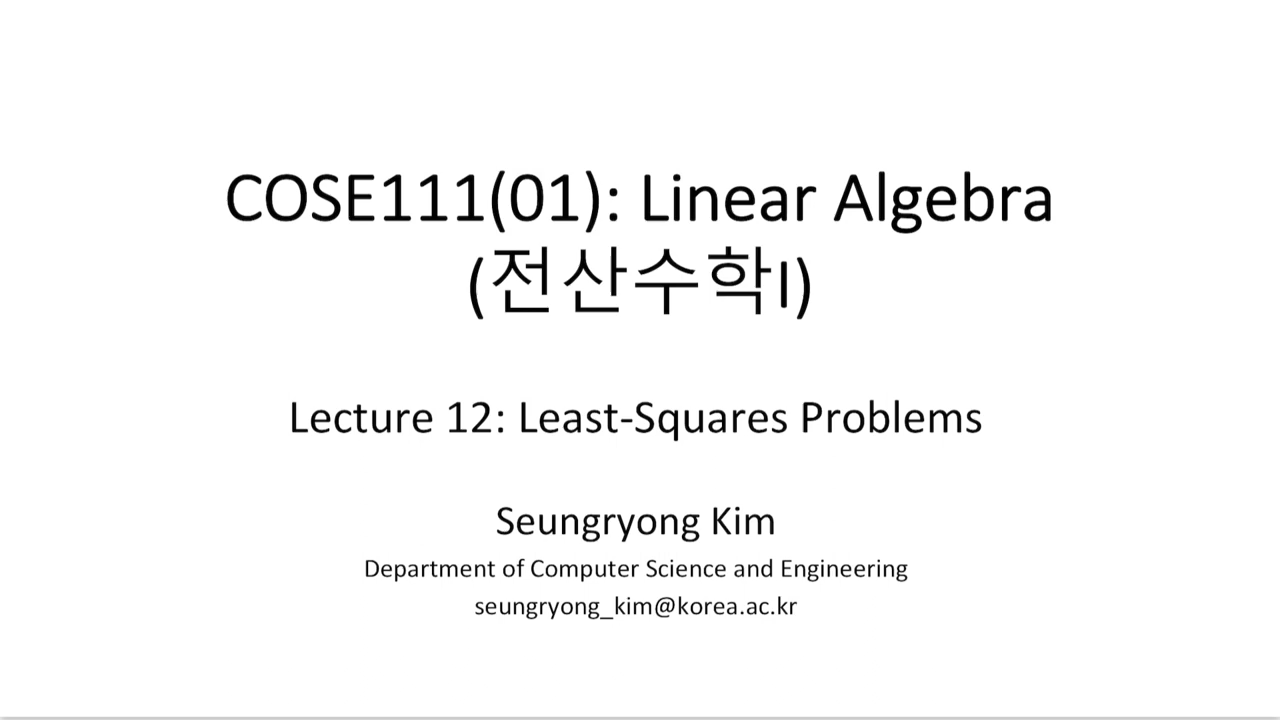 COSE111(01): Linear Algebra
(전산수학I)
Lecture 12: Least-Squares Problems
Seungryong Kim
Department of Computer Science and Engineering
seungryong_kim@korea.ac.kr